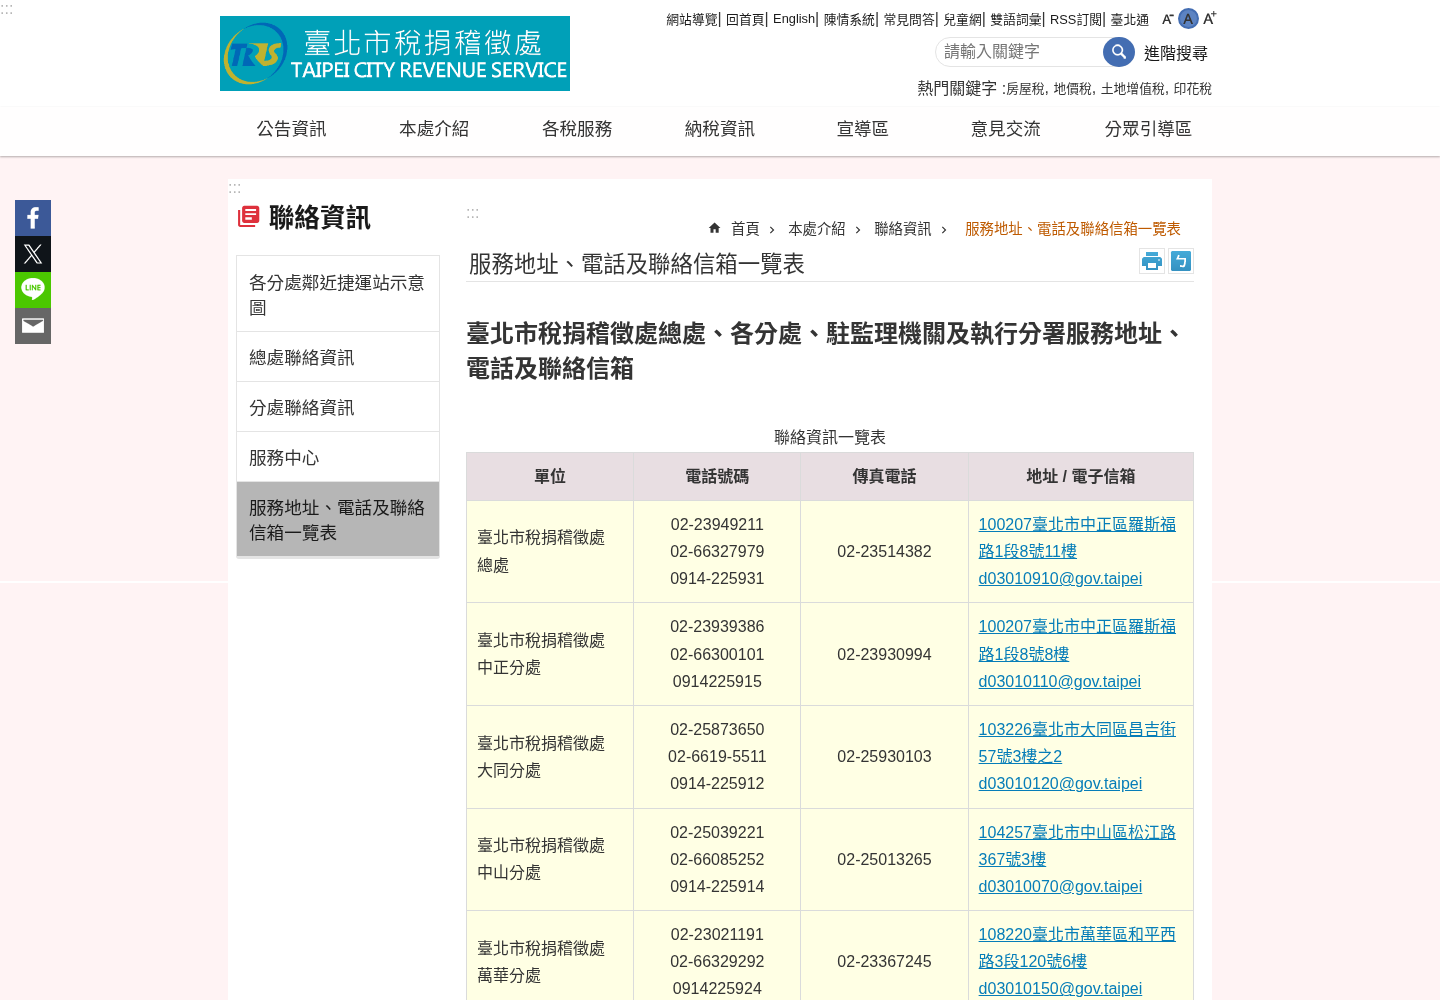 :::
TRS
臺北市稅捐稽徵處
TAIPEI CITY REVENUE SERVICE
網站導覽| 回首頁| English| 陳情系統| 常見問答| 兒童網| 雙語詞彙| RSS訂閱| 臺北通
A- A A+
請輸入關鍵字
進階搜尋
熱門關鍵字 :房屋稅, 地價稅, 土地增值稅, 印花稅
公告資訊 本處介紹 各稅服務 納稅資訊 宣導區 意見交流 分眾引導區
f
X
LINE
:::
聯絡資訊
各分處鄰近捷運站示意
圖
總處聯絡資訊
分處聯絡資訊
服務中心
服務地址、電話及聯絡
信箱一覽表
:::
首頁 › 本處介紹 › 聯絡資訊 › 服務地址、電話及聯絡信箱一覽表
服務地址、電話及聯絡信箱一覽表
臺北市稅捐稽徵處總處、各分處、駐監理機關及執行分署服務地址、
電話及聯絡信箱
聯絡資訊一覽表
單位 電話號碼 傳真電話 地址 / 電子信箱
臺北市稅捐稽徵處
總處
02-23949211
02-66327979
0914-225931
02-23514382
100207臺北市中正區羅斯福
路1段8號11樓
d03010910@gov.taipei
臺北市稅捐稽徵處
中正分處
02-23939386
02-66300101
0914225915
02-23930994
100207臺北市中正區羅斯福
路1段8號8樓
d03010110@gov.taipei
臺北市稅捐稽徵處
大同分處
02-25873650
02-6619-5511
0914-225912
02-25930103
103226臺北市大同區昌吉街
57號3樓之2
d03010120@gov.taipei
臺北市稅捐稽徵處
中山分處
02-25039221
02-66085252
0914-225914
02-25013265
104257臺北市中山區松江路
367號3樓
d03010070@gov.taipei
臺北市稅捐稽徵處
萬華分處
02-23021191
02-66329292
0914225924
02-23367245
108220臺北市萬華區和平西
路3段120號6樓
d03010150@gov.taipei